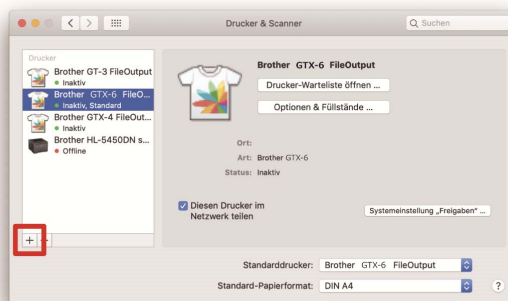 Drucker & Scanner
Suchen
Drucker
Brother GT-3 FileOutput
Inaktiv
Brother GTX-6 FileO...
Inaktiv, Standard
Brother GTX-4 FileOut...
Inaktiv
Brother HL-5450DN s...
Offline
+ −
Brother GTX-6 FileOutput
Drucker-Warteliste öffnen ...
Optionen & Füllstände ...
Ort:
Art: Brother GTX-6
Status: Inaktiv
Diesen Drucker im
Netzwerk teilen
Systemeinstellung „Freigaben“ ...
Standarddrucker: Brother GTX-6 FileOutput
Standard-Papierformat: DIN A4
?